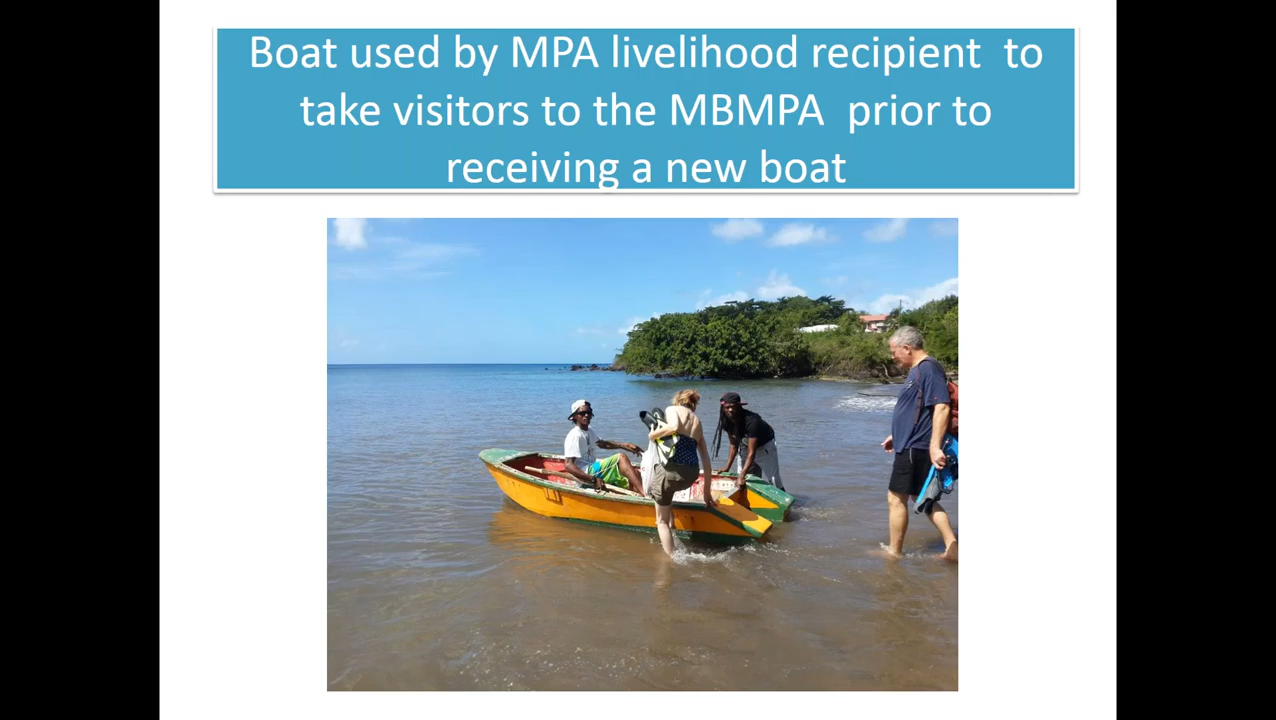 Boat used by MPA livelihood recipient to
take visitors to the MBMPA prior to
receiving a new boat